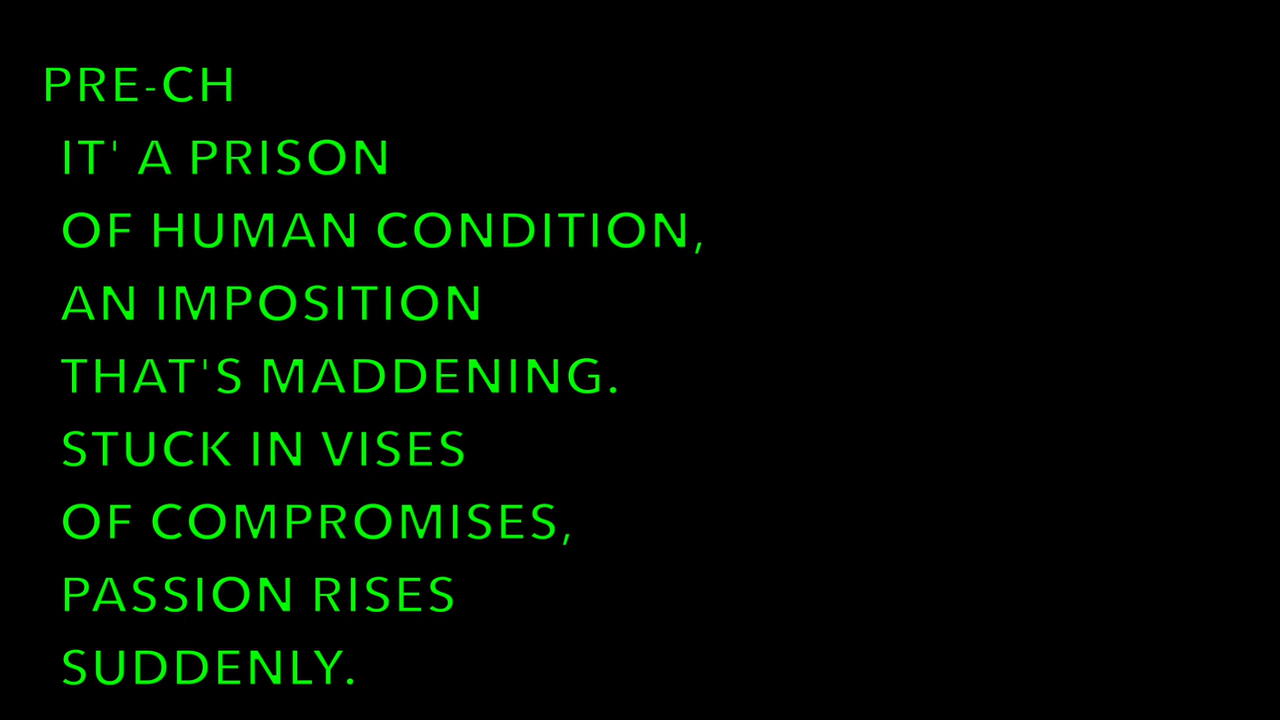 PRE-CH
IT' A PRISON
OF HUMAN CONDITION,
AN IMPOSITION
THAT'S MADDENING.
STUCK IN VISES
OF COMPROMISES,
PASSION RISES
SUDDENLY.